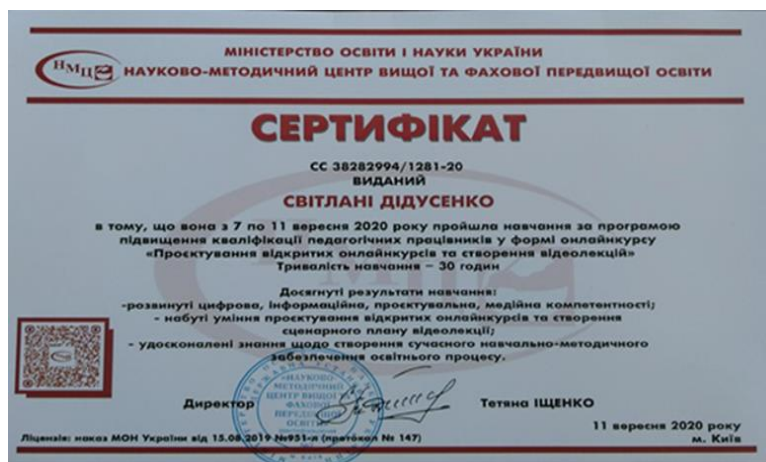 МІНІСТЕРСТВО ОСВІТИ І НАУКИ УКРАЇНИ
НМЦ
НАУКОВО-МЕТОДИЧНИЙ ЦЕНТР ВИЩОЇ ТА ФАХОВОЇ ПЕРЕДВИЩОЇ ОСВІТИ
СЕРТИФІКАТ
СС 38282994/1281-20
ВИДАНИЙ
СВІТЛАНІ ДІДУСЕНКО
в тому, що вона з 7 по 11 вересня 2020 року пройшла навчання за програмою
підвищення кваліфікації педагогічних працівників у формі онлайнкурсу
«Проєктування відкритих онлайнкурсів та створення відеолекцій»
Тривалість навчання – 30 годин
Досягнуті результати навчання:
-розвинуті цифрова, інформаційна, проєктувальна, медійна компетентності;
- набуті уміння проєктування відкритих онлайнкурсів та створення
сценарного плану відеолекції;
- удосконалені знання щодо створення сучасного навчально-методичного
забезпечення освітнього процесу.
«НАУКОВО-
МЕТОДИЧНИЙ
ЦЕНТР ВИЩОЇ ТА
ФАХОВОЇ
ПЕРЕДВИЩОЇ
ОСВІТИ»
Директор
Тетяна ІЩЕНКО
11 вересня 2020 року
Ліцензія: наказ МОН України від 15.08.2019 №951-л (протокол № 147)
м. Київ